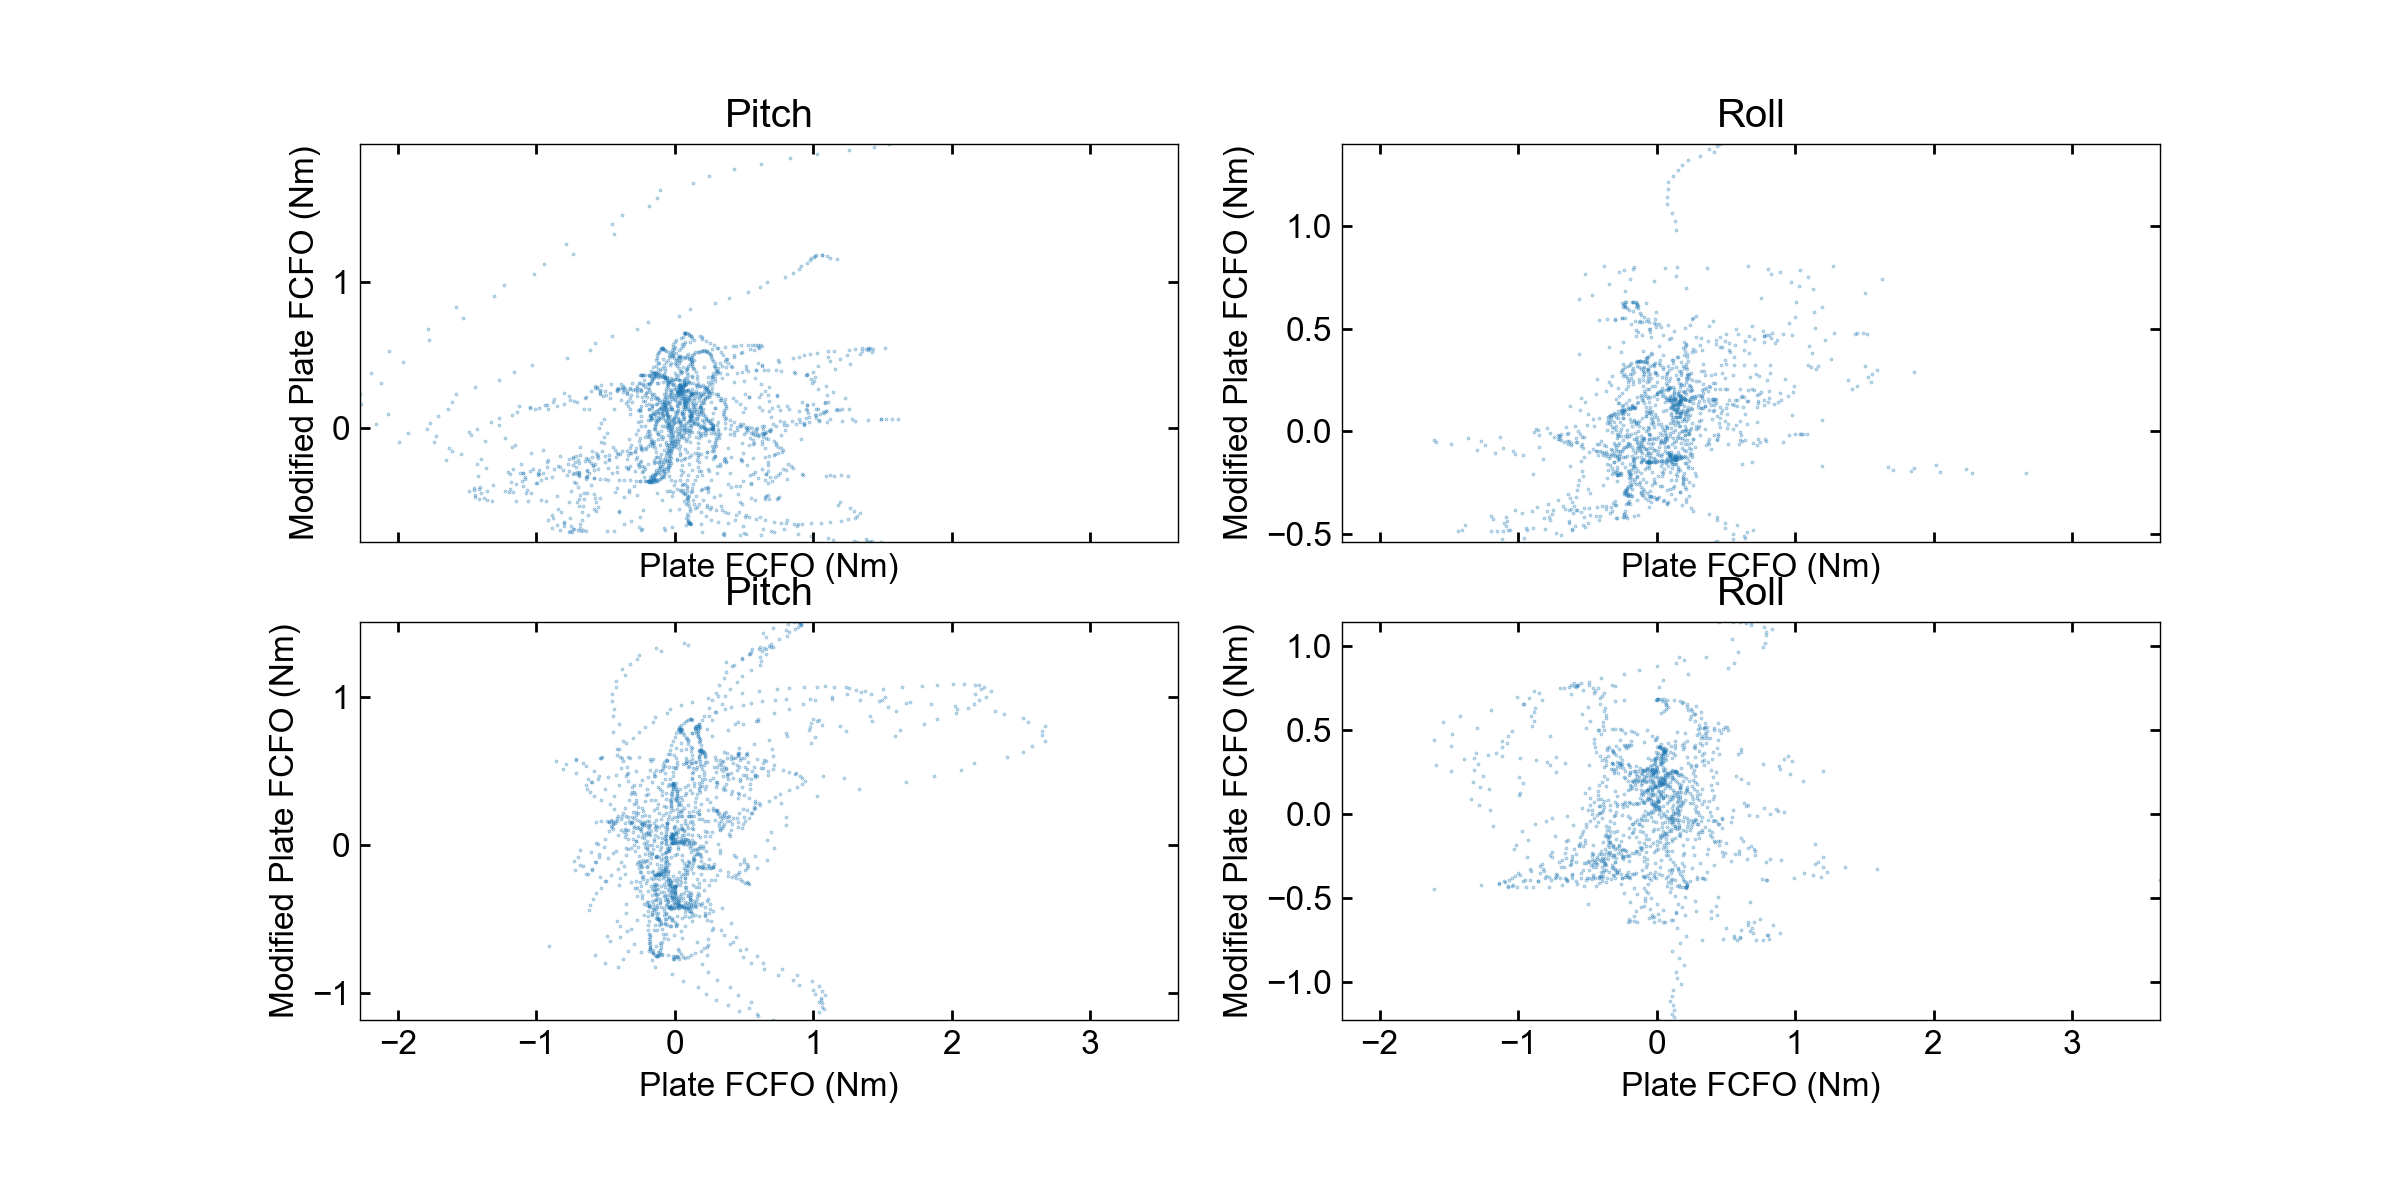 Pitch
Modified Plate FCFO (Nm)
1
0
Plate FCFO (Nm)
Roll
Modified Plate FCFO (Nm)
1.0
0.5
0.0
−0.5
Plate FCFO (Nm)
Pitch
Modified Plate FCFO (Nm)
1
0
−1
−2 −1 0 1 2 3
Plate FCFO (Nm)
Roll
Modified Plate FCFO (Nm)
1.0
0.5
0.0
−0.5
−1.0
−2 −1 0 1 2 3
Plate FCFO (Nm)